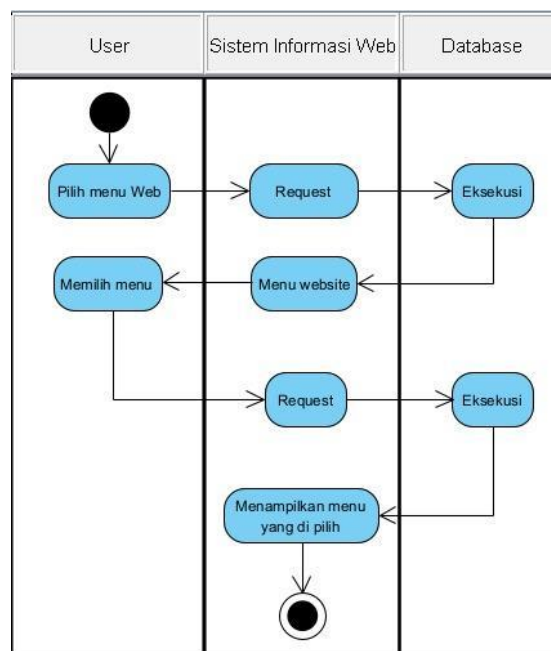 User
Sistem Informasi Web
Database
Pilih menu Web
Request
Eksekusi
Memilih menu
Menu website
Request
Eksekusi
Menampilkan menu
yang di pilih